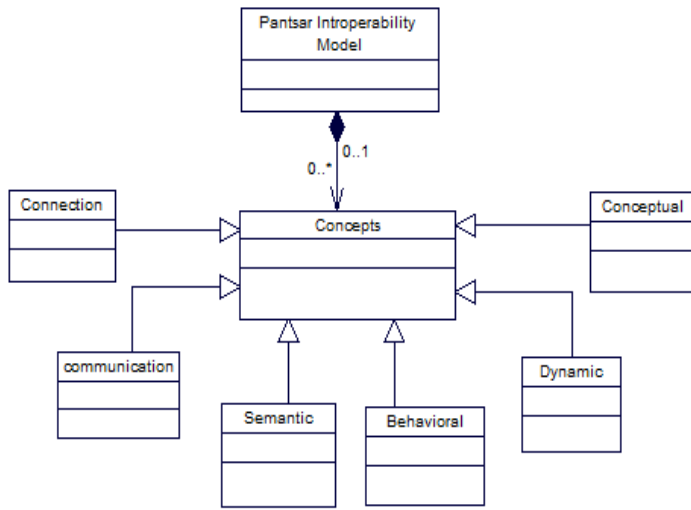 Pantsar Introperability
Model
0..1
0..*
Connection
Concepts
Conceptual
communication
Dynamic
Semantic
Behavioral